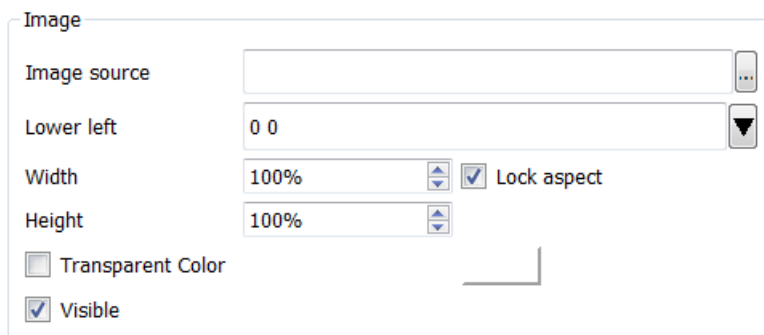 Image
Image source ...
Lower left 0 0
Width 100% Lock aspect
Height 100%
Transparent Color
Visible